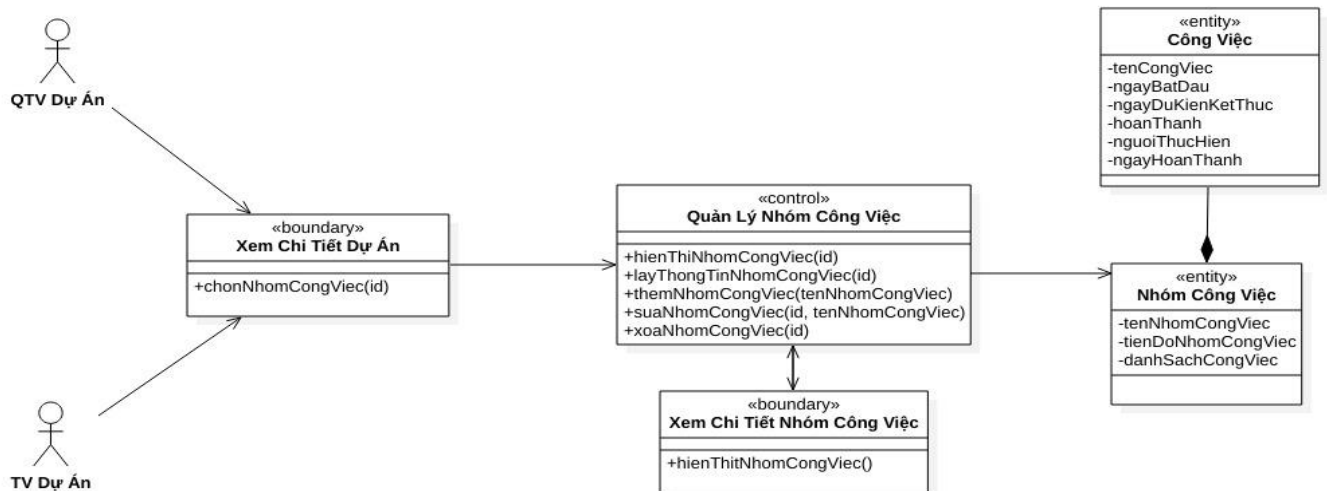 «entity»
Công Việc
-tenCongViec
-ngayBatDau
-ngayDuKienKetThuc
-hoanThanh
-nguoiThucHien
-ngayHoanThanh
QTV Dự Án
«boundary»
Xem Chi Tiết Dự Án
+chonNhomCongViec(id)
«control»
Quản Lý Nhóm Công Việc
+hienThiNhomCongViec(id)
+layThongTinNhomCongViec(id)
+themNhomCongViec(tenNhomCongViec)
+suaNhomCongViec(id, tenNhomCongViec)
+xoaNhomCongViec(id)
«entity»
Nhóm Công Việc
-tenNhomCongViec
-tienDoNhomCongViec
-danhSachCongViec
«boundary»
Xem Chi Tiết Nhóm Công Việc
+hienThitNhomCongViec()
TV Dự Án